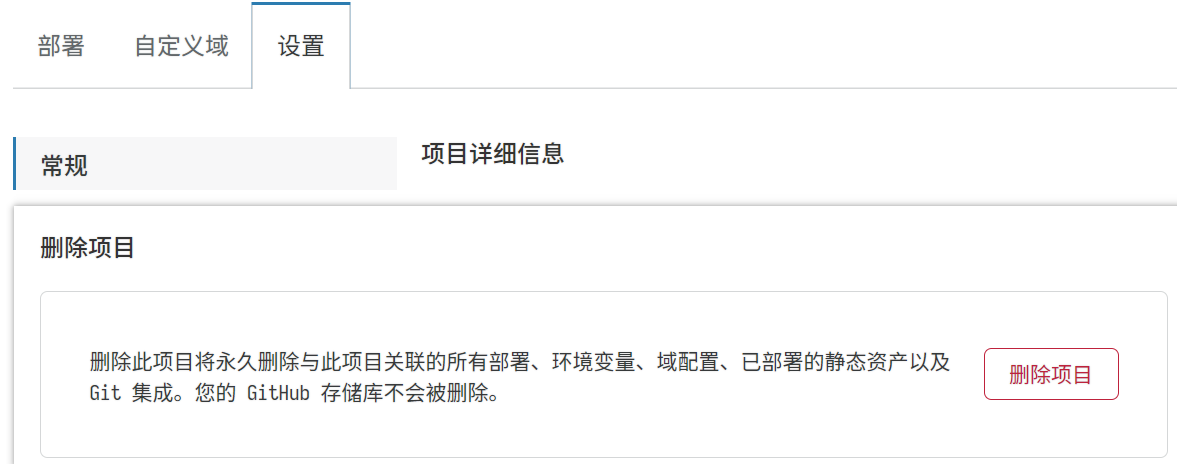 部署 自定义域 设置
常规 项目详细信息
删除项目
删除此项目将永久删除与此项目关联的所有部署、环境变量、域配置、已部署的静态资产以及
Git 集成。您的 GitHub 存储库不会被删除。
删除项目